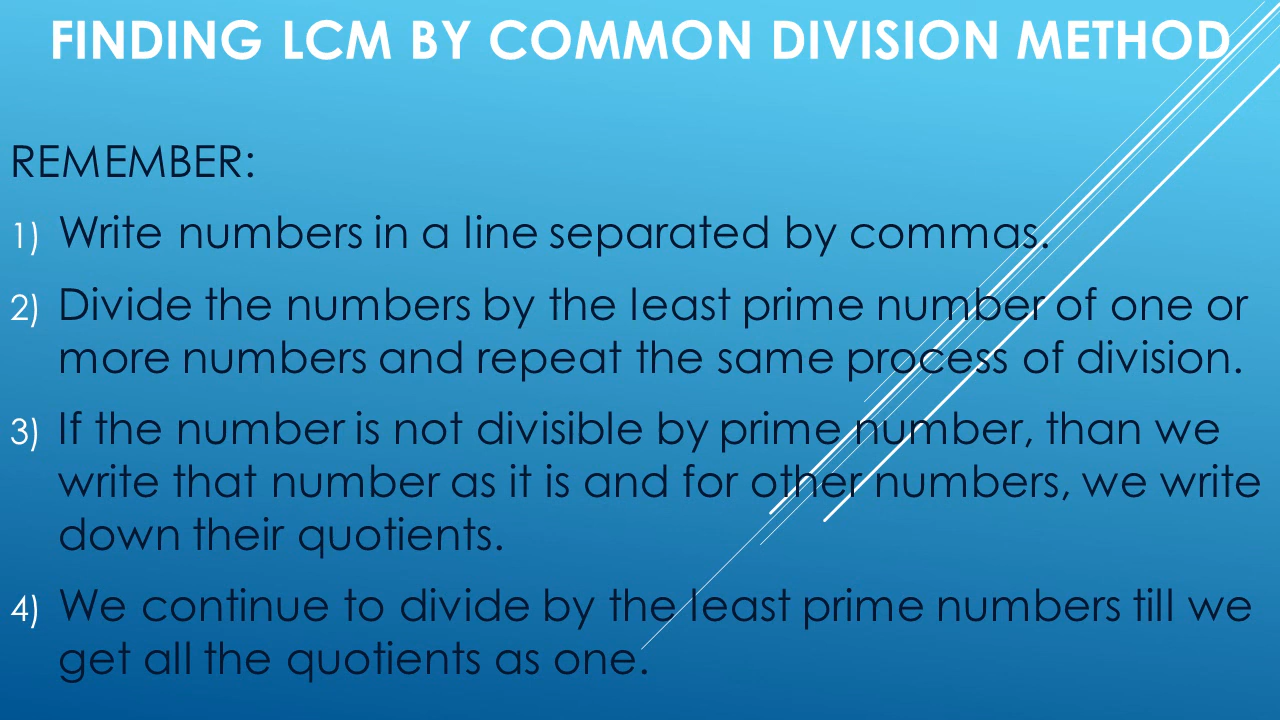 FINDING LCM BY COMMON DIVISION METHOD
REMEMBER:
1) Write numbers in a line separated by commas.
2) Divide the numbers by the least prime number of one or
more numbers and repeat the same process of division.
3) If the number is not divisible by prime number, than we
write that number as it is and for other numbers, we write
down their quotients.
4) We continue to divide by the least prime numbers till we
get all the quotients as one.